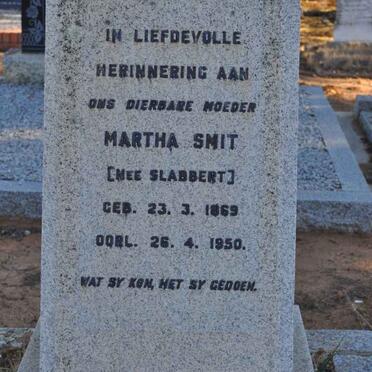 IN LIEFDEVOLLE
HERINNERING AAN
ONS DIERBARE MOEDER
MARTHA SMIT
[NEE SLABBERT]
GEB. 23. 3. 1869
OORL. 26. 4. 1950.
WAT SY KON, HET SY GEDOEN.